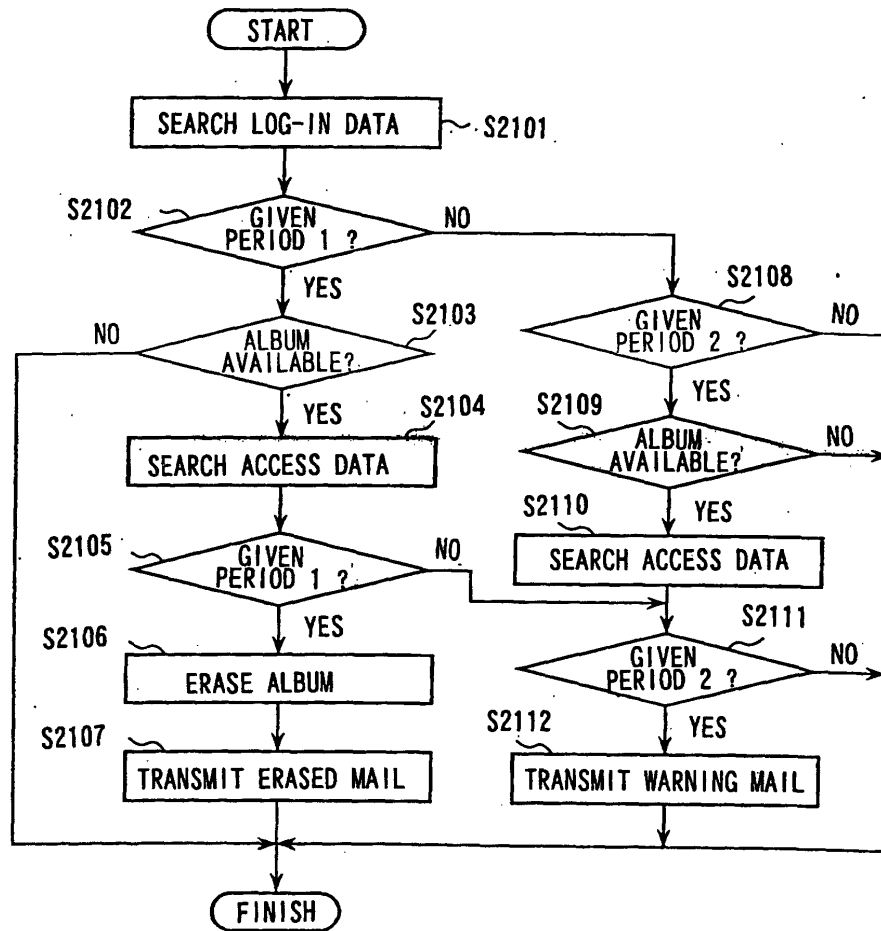 START
SEARCH LOG-IN DATA
S2101
S2102
GIVEN
PERIOD 1 ?
NO
YES
S2108
GIVEN
PERIOD 2 ?
NO
YES
NO
S2103
ALBUM
AVAILABLE?
YES
S2109
ALBUM
AVAILABLE?
NO
YES
S2104
SEARCH ACCESS DATA
S2110
SEARCH ACCESS DATA
S2105
GIVEN
PERIOD 1 ?
NO
YES
S2111
GIVEN
PERIOD 2 ?
NO
YES
S2106
ERASE ALBUM
S2107
TRANSMIT ERASED MAIL
S2112
TRANSMIT WARNING MAIL
FINISH